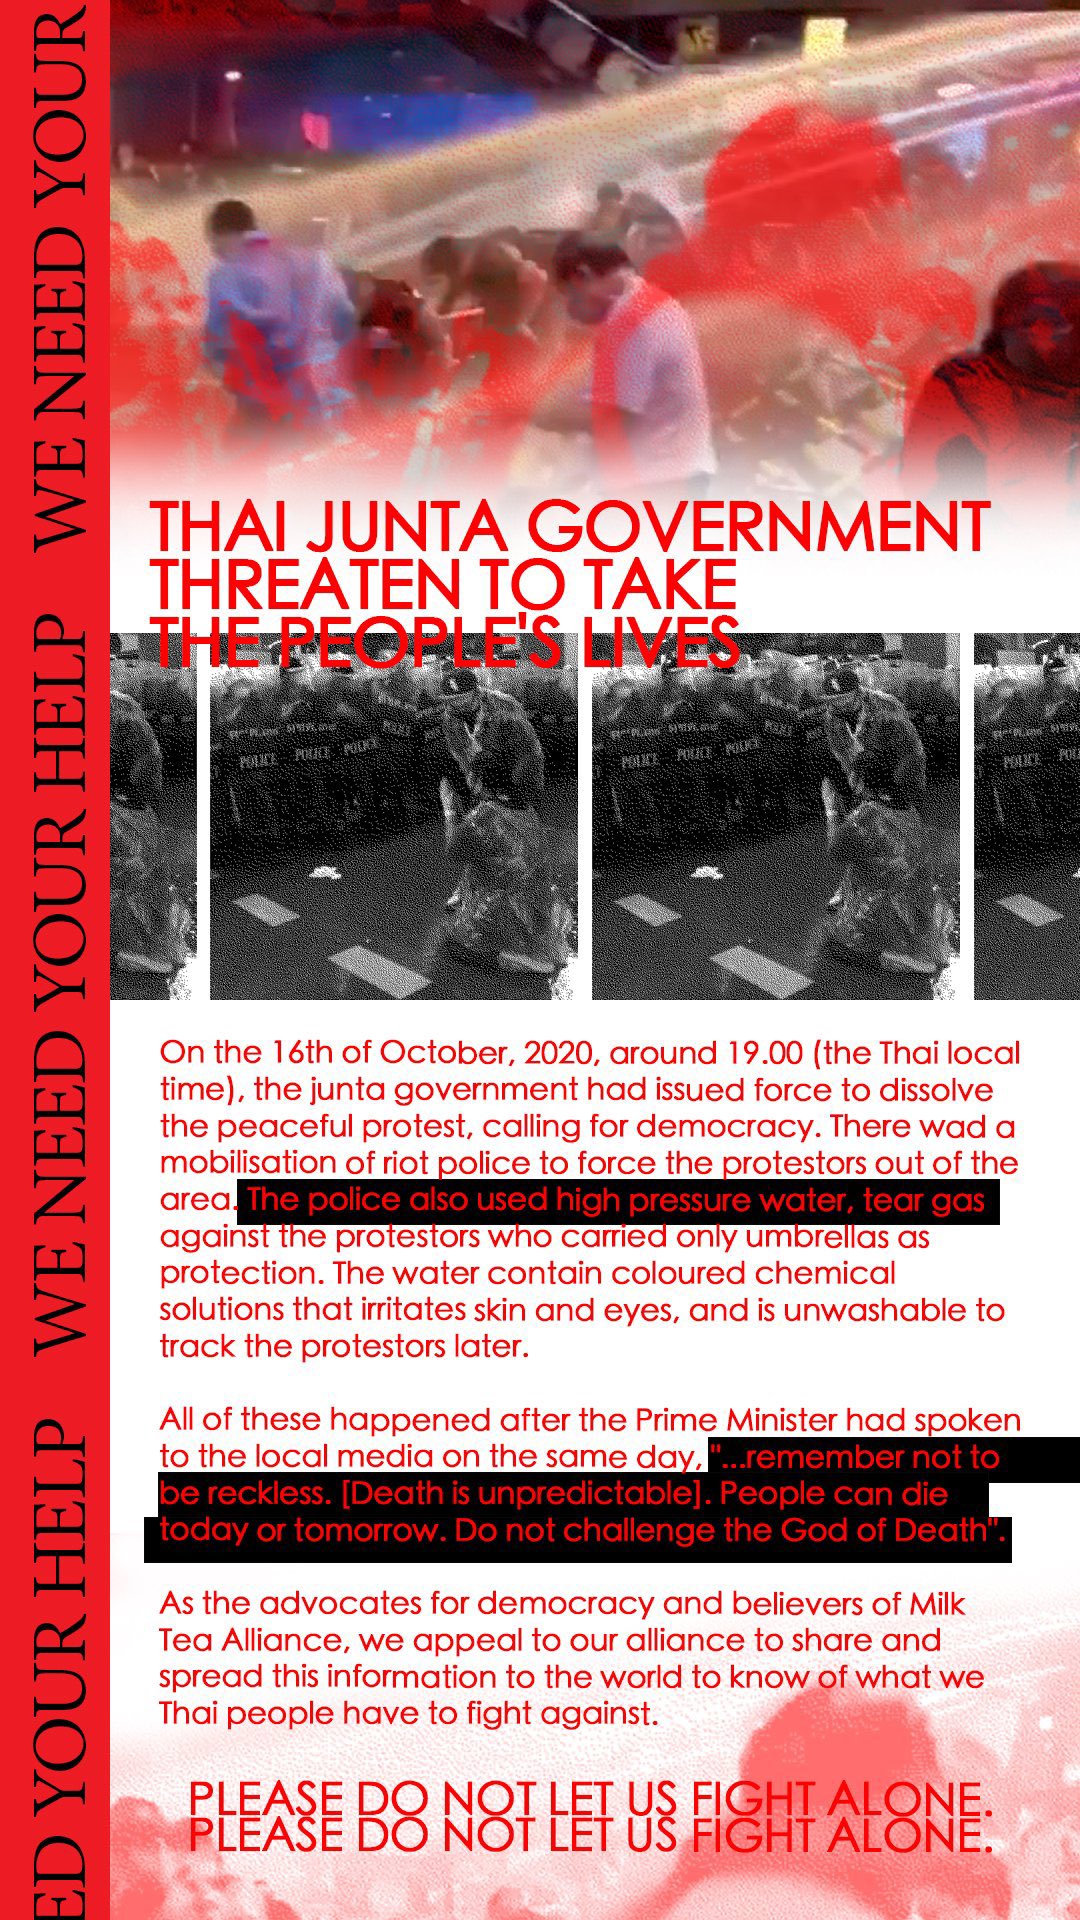 WE NEED YOUR
WE NEED YOUR HELP
ED YOUR HELP
THAI JUNTA GOVERNMENT
THREATEN TO TAKE
THE PEOPLE'S LIVES
POLICE
POLICE
POLICE
POLICE
POLICE
On the 16th of October, 2020, around 19.00 (the Thai local
time), the junta government had issued force to dissolve
the peaceful protest, calling for democracy. There wad a
mobilisation of riot police to force the protestors out of the
area. The police also used high pressure water, tear gas
against the protestors who carried only umbrellas as
protection. The water contain coloured chemical
solutions that irritates skin and eyes, and is unwashable to
track the protestors later.
All of these happened after the Prime Minister had spoken
to the local media on the same day, "...remember not to
be reckless. [Death is unpredictable]. People can die
today or tomorrow. Do not challenge the God of Death".
As the advocates for democracy and believers of Milk
Tea Alliance, we appeal to our alliance to share and
spread this information to the world to know of what we
Thai people have to fight against.
PLEASE DO NOT LET US FIGHT ALONE.
PLEASE DO NOT LET US FIGHT ALONE.